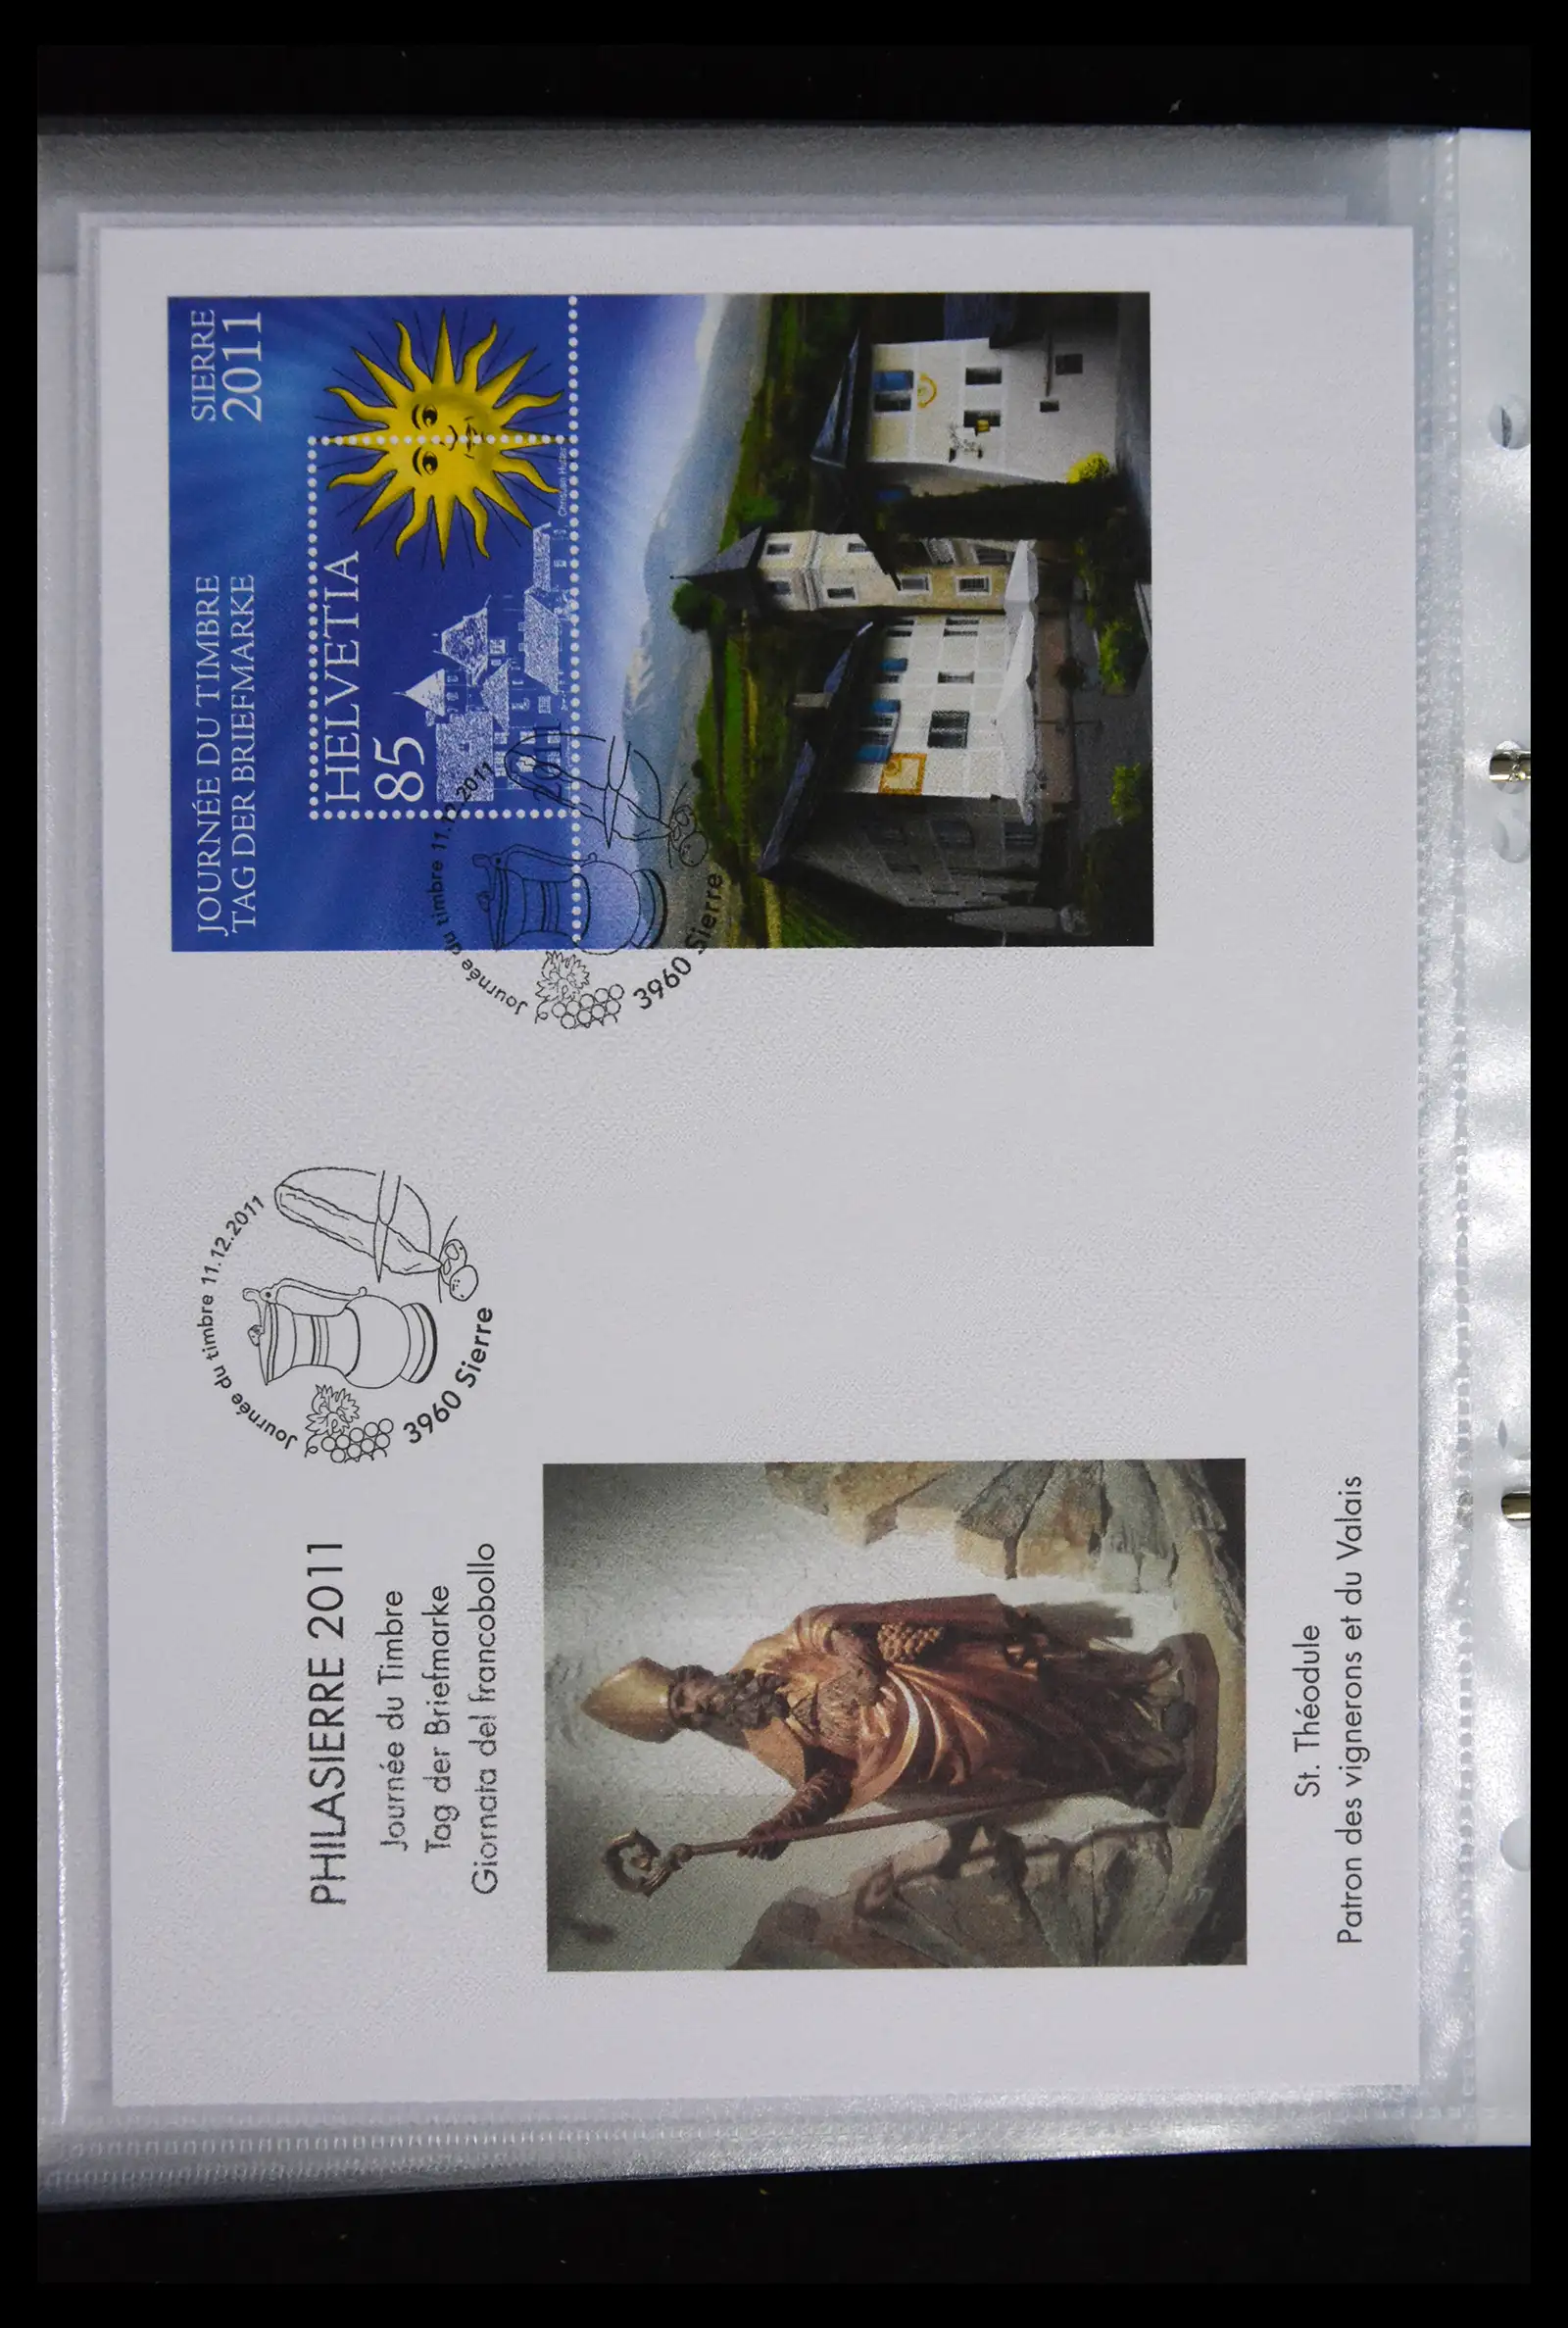 PHILASIERRE 2011
Journée du Timbre
Tag der Briefmarke
Giornata del francobollo
St. Théodule
Patron des vignerons et du Valais
Journée du timbre 11.12.2011
3960 Sierre
JOURNÉE DU TIMBRE
TAG DER BRIEFMARKE
SIERRE
2011
HELVETIA
85
2011
Journée du timbre 11.12.2011
3960 Sierre